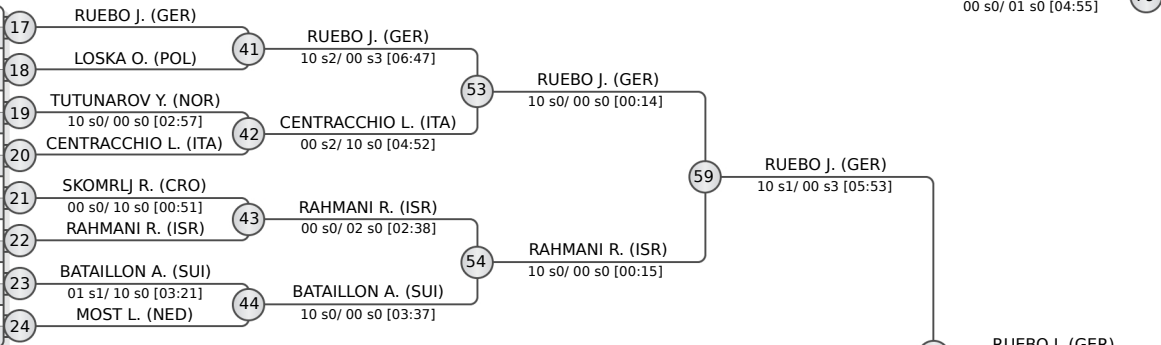 00 s0/ 01 s0 [04:55]
17
RUEBO J. (GER)
41
RUEBO J. (GER)
10 s2/ 00 s3 [06:47]
18
LOSKA O. (POL)
53
RUEBO J. (GER)
10 s0/ 00 s0 [00:14]
19
TUTUNAROV Y. (NOR)
10 s0/ 00 s0 [02:57]
42
CENTRACCHIO L. (ITA)
00 s2/ 10 s0 [04:52]
20
CENTRACCHIO L. (ITA)
59
RUEBO J. (GER)
10 s1/ 00 s3 [05:53]
21
SKOMRLJ R. (CRO)
00 s0/ 10 s0 [00:51]
43
RAHMANI R. (ISR)
00 s0/ 02 s0 [02:38]
22
RAHMANI R. (ISR)
54
RAHMANI R. (ISR)
10 s0/ 00 s0 [00:15]
23
BATAILLON A. (SUI)
01 s1/ 10 s0 [03:21]
44
BATAILLON A. (SUI)
10 s0/ 00 s0 [03:37]
24
MOST L. (NED)
RUEBO J. (GER)